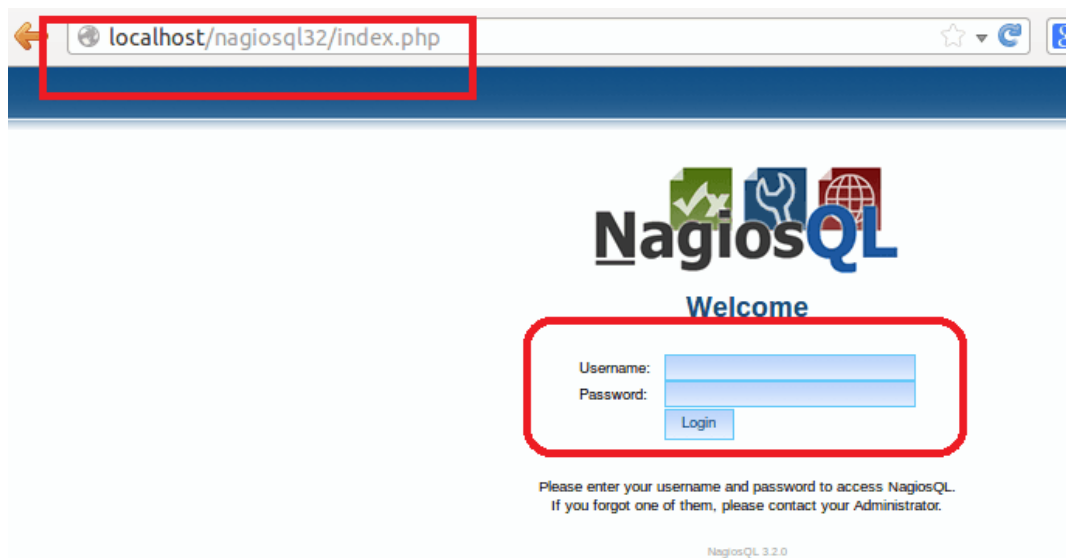 localhost/nagiosql32/index.php
NagiosQL
Welcome
Username:
Password:
Login
Please enter your username and password to access NagiosQL.
If you forgot one of them, please contact your Administrator.
NagiosQL 3.2.0